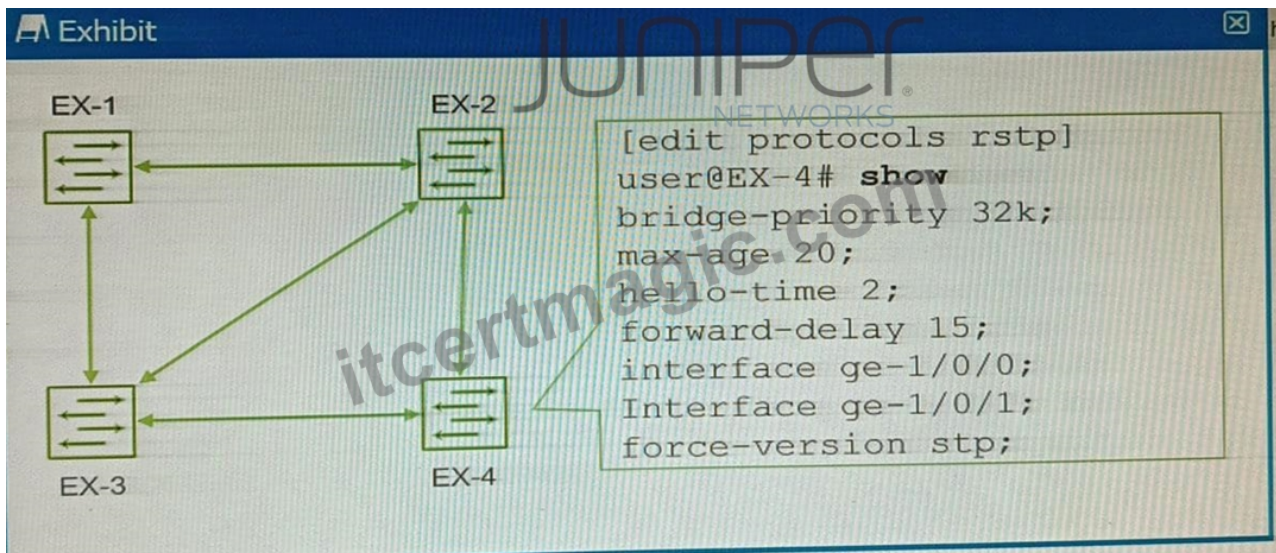 Exhibit
JUNIPER
NETWORKS
EX-1
EX-2
[edit protocols rstp]
user@EX-4# show
bridge-priority 32k;
max-age 20;
hello-time 2;
forward-delay 15;
interface ge-1/0/0;
Interface ge-1/0/1;
force-version stp;
EX-3
EX-4
itcertmagic.com